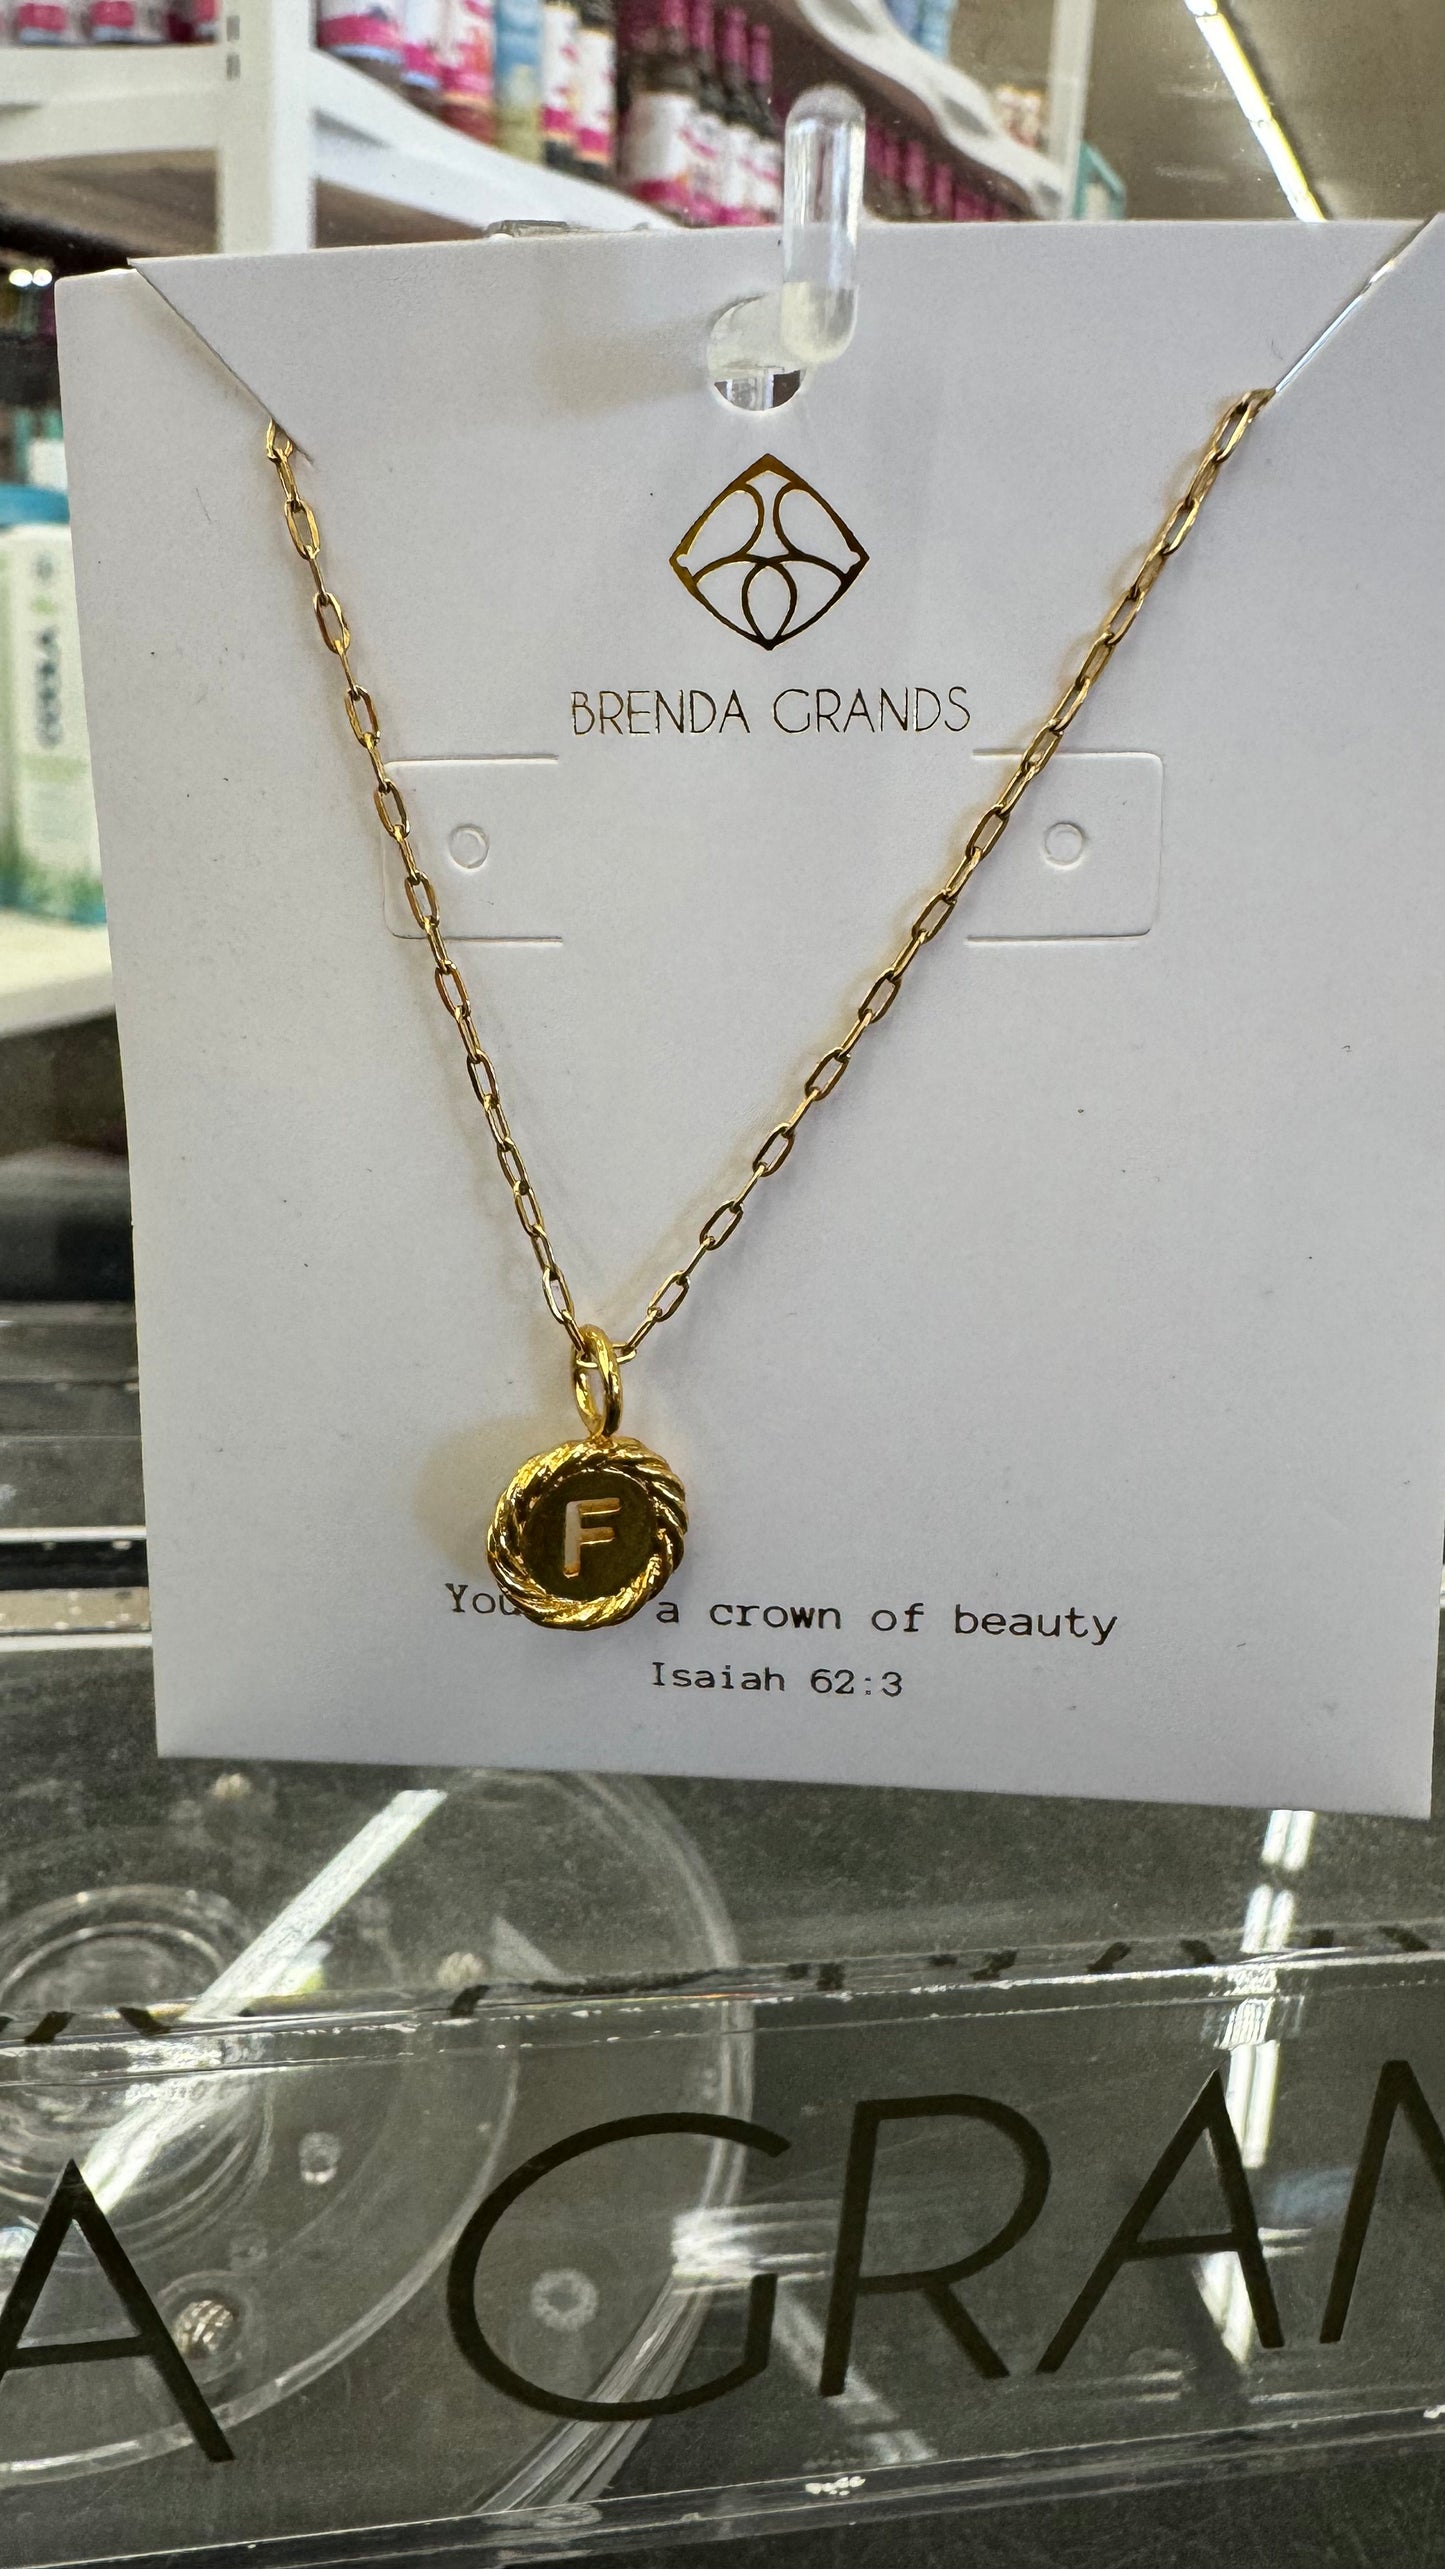 BRENDA GRANDS
F
You a crown of beauty
Isaiah 62:3
A GRAN